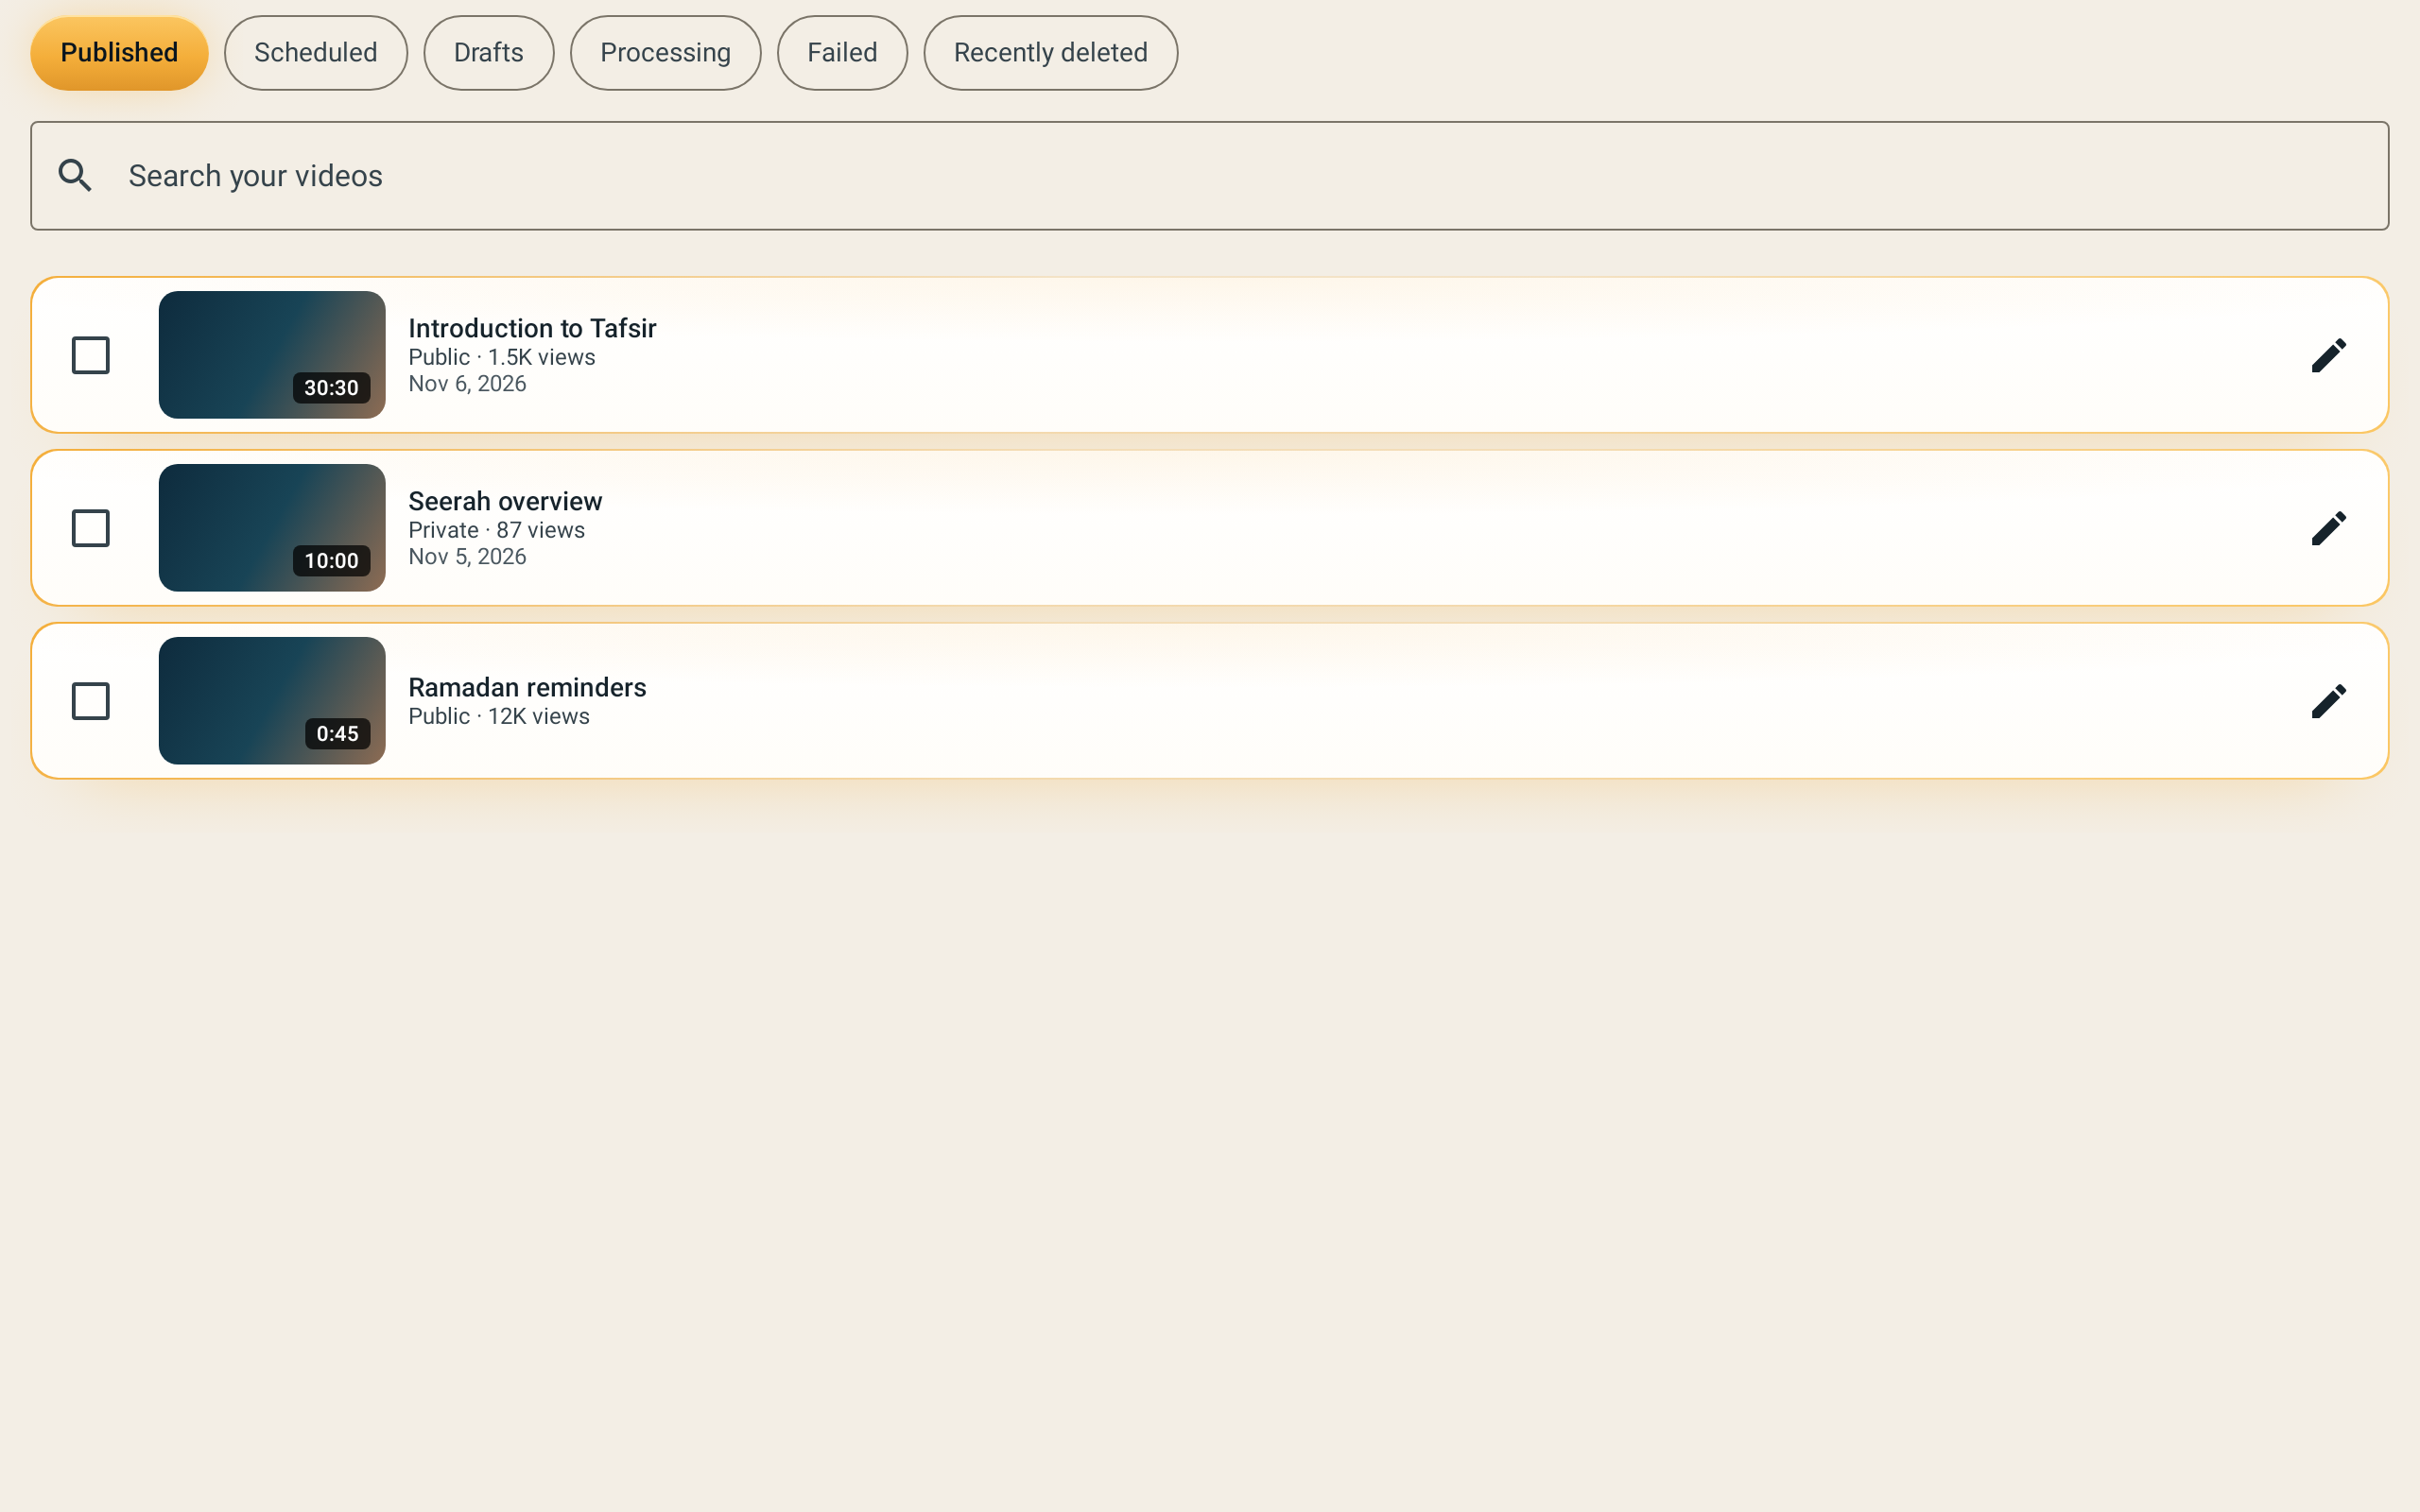 Published
Scheduled
Drafts
Processing
Failed
Recently deleted
Search your videos
30:30
Introduction to Tafsir
Public · 1.5K views
Nov 6, 2026
10:00
Seerah overview
Private · 87 views
Nov 5, 2026
0:45
Ramadan reminders
Public · 12K views